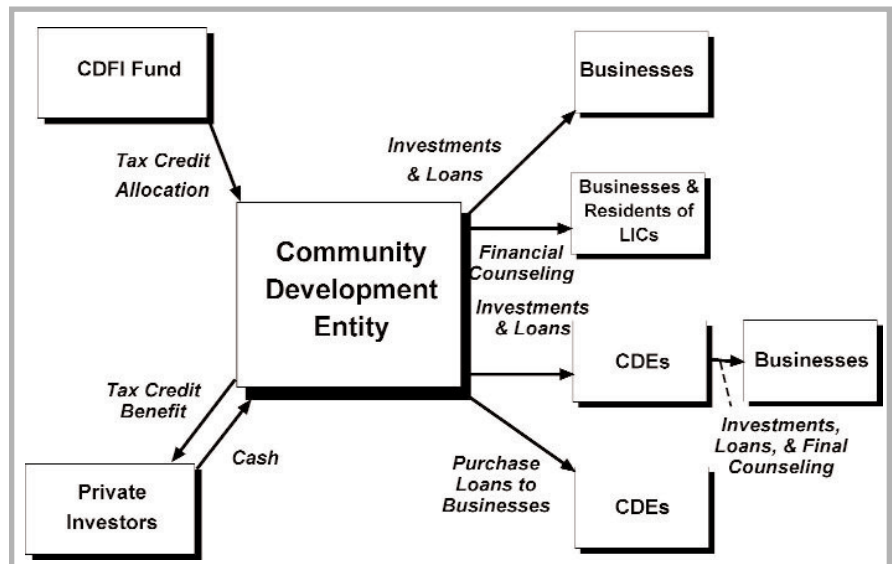 CDFI Fund
Businesses
Tax Credit
Allocation
Investments
& Loans
Businesses &
Residents of
LICs
Community
Development
Entity
Financial
Counseling
Investments
& Loans
CDEs
Businesses
Tax Credit
Benefit
Cash
Investments,
Loans, & Final
Counseling
Purchase
Loans to
Businesses
CDEs
Private
Investors